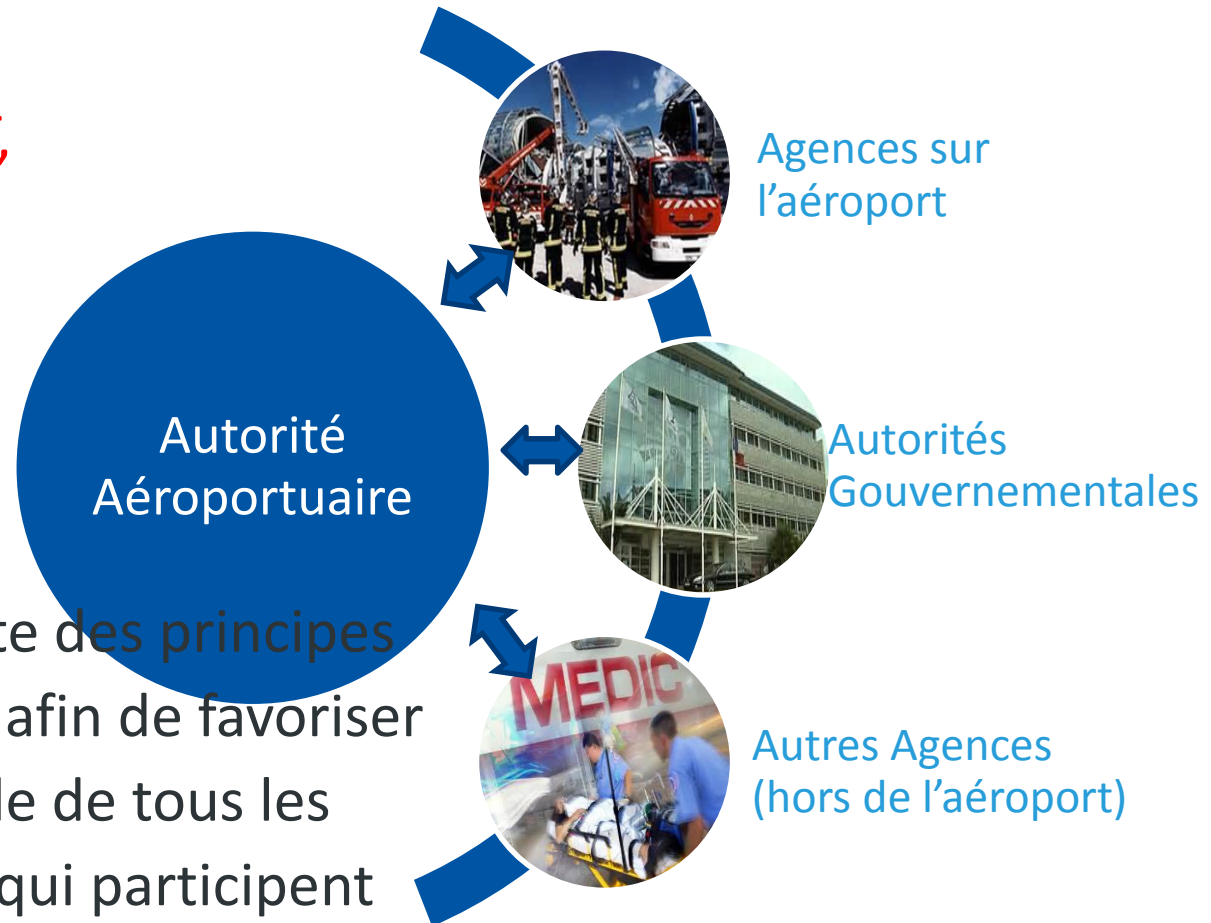 Agences sur
l'aéroport
Autorité
Aéroportuaire
Autorités
Gouvernementales
te des principes
afin de favoriser
le de tous les
qui participent
MEDIC
Autres Agences
(hors de l'aéroport)